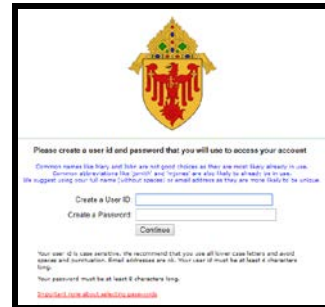 Please create a user id and password that you will use to access your account
Common names like Mary and John are not good choices as they are most likely already in use.
Common abbreviations like 'jsmith' and 'mjones' are also likely to already be in use.
We suggest using your full name (without spaces) or email address as they are more likely to be unique
Create a User ID
Create a Password
Continue
Your user id is case sensitive. We recommend that you use all lower case letters and avoid
spaces and punctuation. Email addresses are ok. Your user id must be at least 6 characters
long.
Your password must be at least 8 characters long.
Important note about selecting passwords